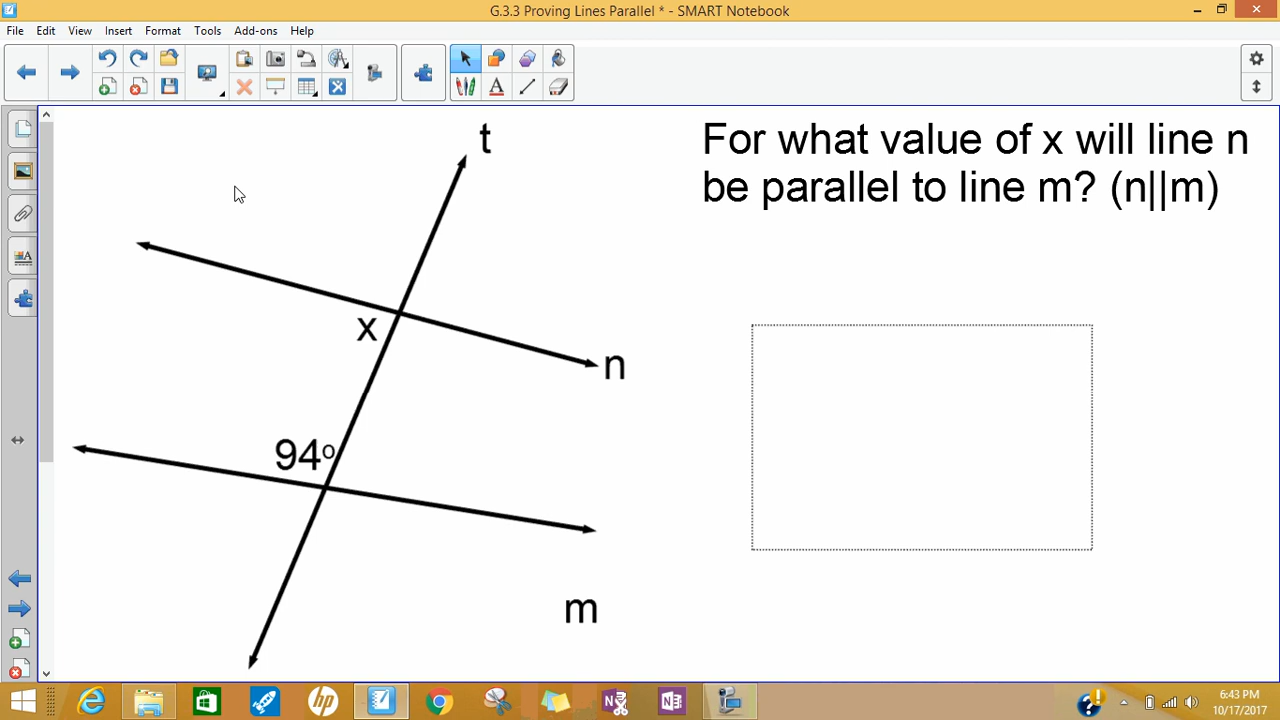 G.3.3 Proving Lines Parallel * - SMART Notebook
File Edit View Insert Format Tools Add-ons Help
t
For what value of x will line n
be parallel to line m? (n||m)
x
n
94º
m
6:43 PM
10/17/2017